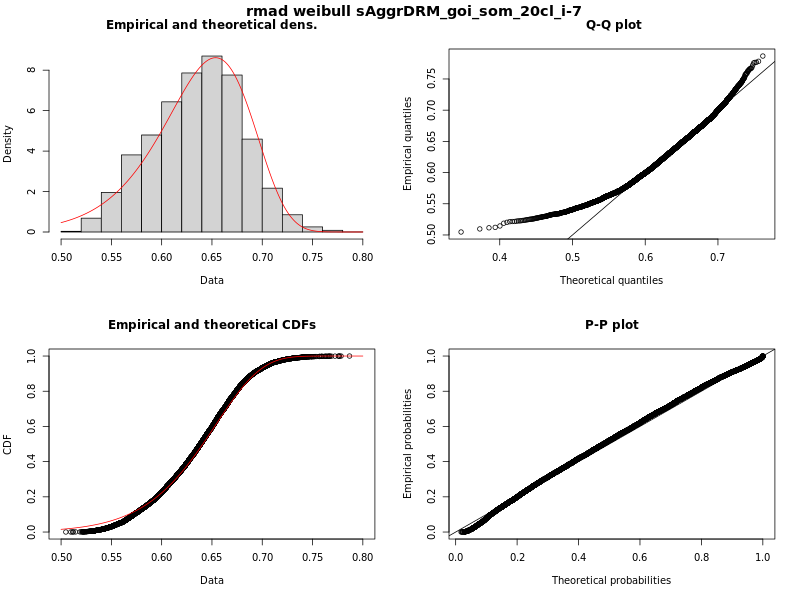 rmad weibull sAggrDRM_goi_som_20cl_i-7
Empirical and theoretical dens.
Density
0 2 4 6 8
0.50 0.55 0.60 0.65 0.70 0.75 0.80
Data
Q-Q plot
Empirical quantiles
0.50 0.55 0.60 0.65 0.70 0.75
0.4 0.5 0.6 0.7
Theoretical quantiles
Empirical and theoretical CDFs
CDF
0.0 0.2 0.4 0.6 0.8 1.0
0.50 0.55 0.60 0.65 0.70 0.75 0.80
Data
P-P plot
Empirical probabilities
0.0 0.2 0.4 0.6 0.8 1.0
0.0 0.2 0.4 0.6 0.8 1.0
Theoretical probabilities